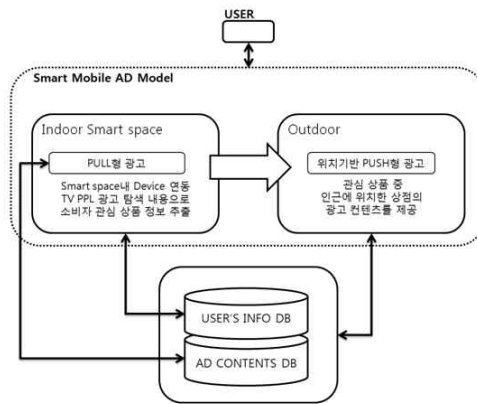 USER
Smart Mobile AD Model
Indoor Smart space
PULL형 광고
Smart space내 Device 연동
TV PPL 광고 탐색 내용으로
소비자 관심 상품 정보 추출
Outdoor
위치기반 PUSH형 광고
관심 상품 중
인근에 위치한 상점의
광고 컨텐츠를 제공
USER'S INFO DB
AD CONTENTS DB